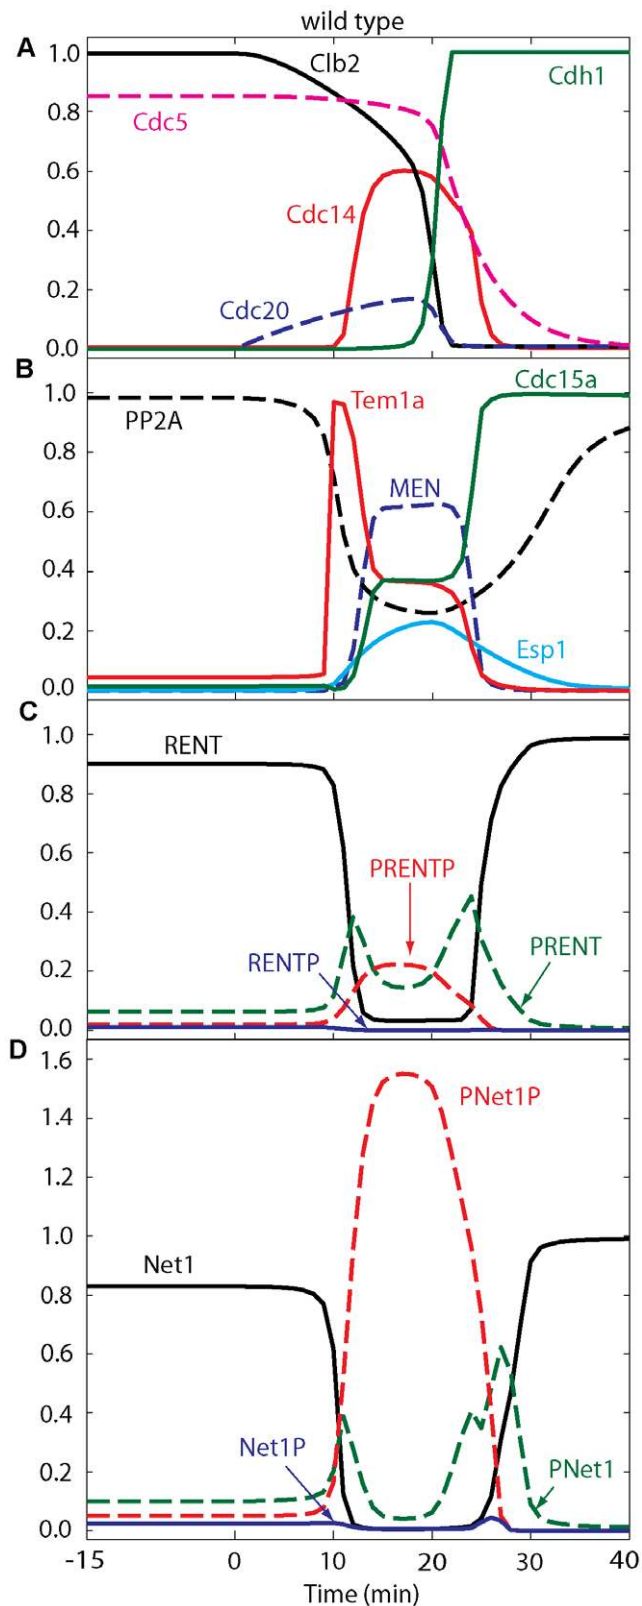 wild type
A
1.0
Clb2
Cdh1
0.8
Cdc5
0.6
Cdc14
0.4
Cdc20
0.2
0.0
B
Cdc15a
1.0
PP2A
Tem1a
0.8
MEN
0.6
0.4
0.2
Esp1
0.0
C
1.0
RENT
0.8
0.6
PRENTP
0.4
RENTP
PRENT
0.2
0.0
D
1.6
PNet1P
1.4
1.2
1.0
Net1
0.8
0.6
0.4
Net1P
PNet1
0.2
0.0
-15 0 10 20 30 40
Time (min)